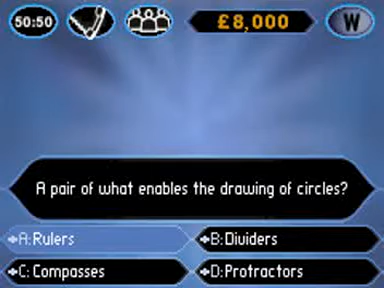 50:50
£8,000
W
A pair of what enables the drawing of circles?
A: Rulers
B: Dividers
C: Compasses
D: Protractors